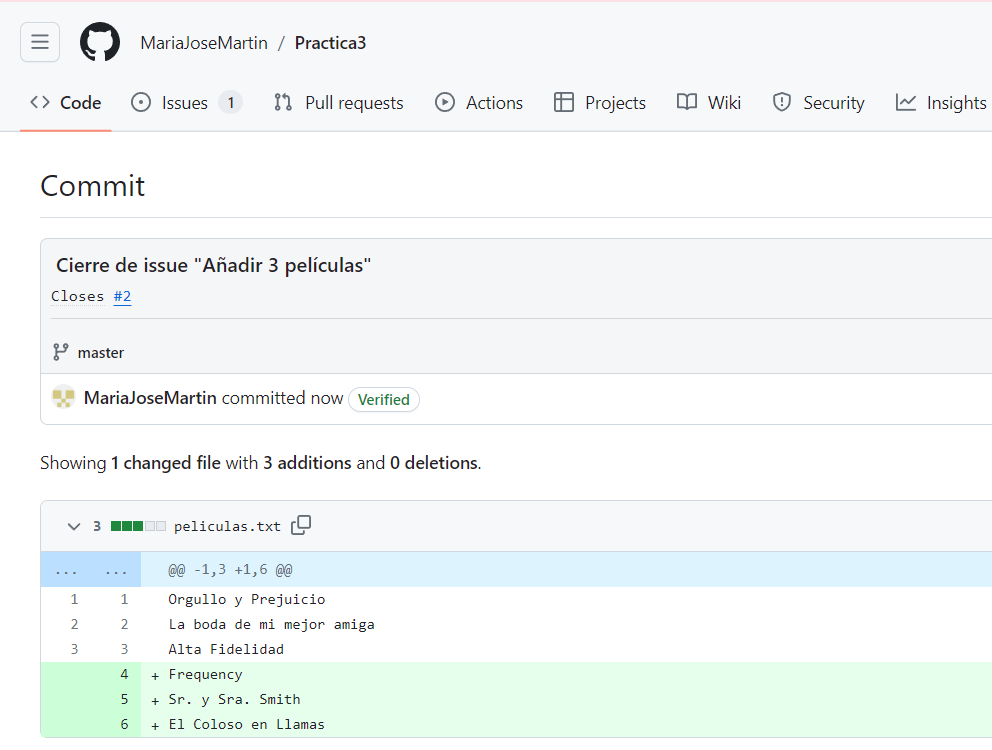 MariaJoseMartin / Practica3
Code Issues 1 Pull requests Actions Projects Wiki Security Insights
Commit
Cierre de issue "Añadir 3 películas"
Closes #2
master
MariaJoseMartin committed now Verified
Showing 1 changed file with 3 additions and 0 deletions.
3 peliculas.txt
... ... @@ -1,3 +1,6 @@
1 1 Orgullo y Prejuicio
2 2 La boda de mi mejor amiga
3 3 Alta Fidelidad
4 + Frequency
5 + Sr. y Sra. Smith
6 + El Coloso en Llamas